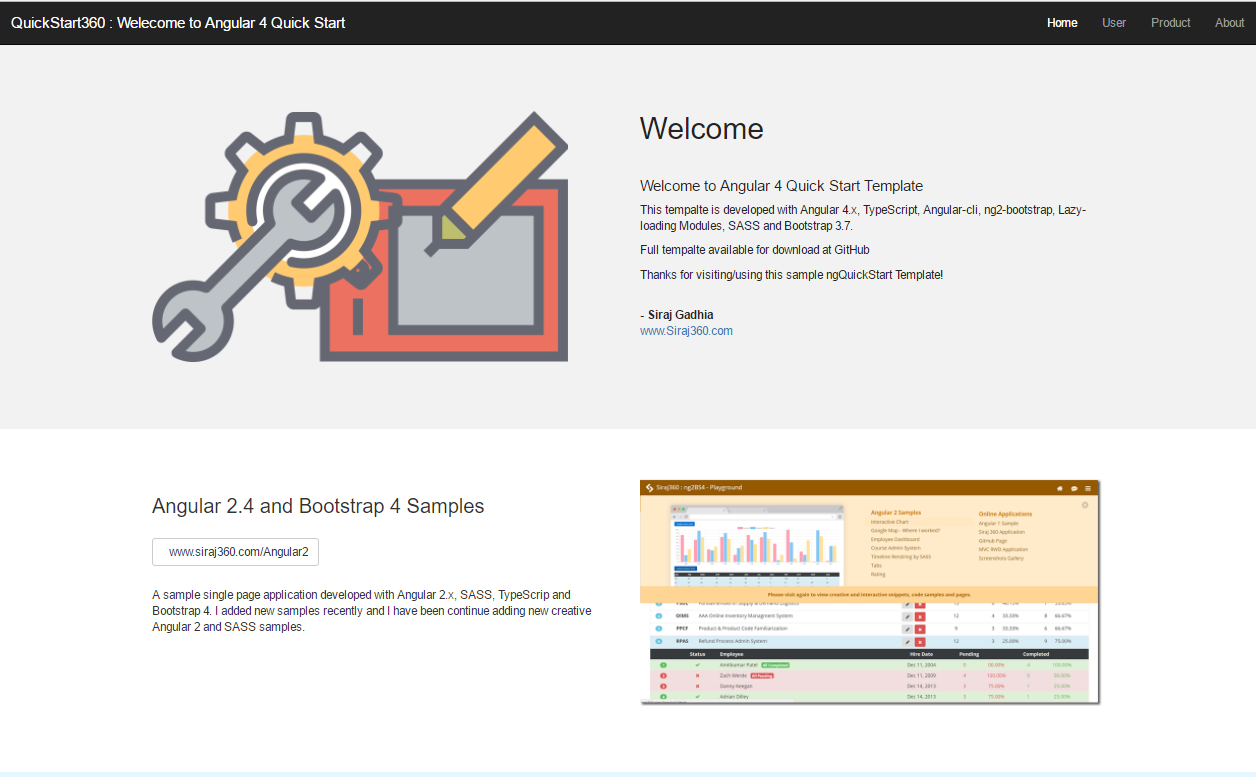 QuickStart360 : Welecome to Angular 4 Quick Start
Home User Product About
Welcome
Welcome to Angular 4 Quick Start Template
This tempalte is developed with Angular 4.x, TypeScript, Angular-cli, ng2-bootstrap, Lazy-
loading Modules, SASS and Bootstrap 3.7.
Full tempalte available for download at GitHub
Thanks for visiting/using this sample ngQuickStart Template!
- Siraj Gadhia
www.Siraj360.com
Angular 2.4 and Bootstrap 4 Samples
www.siraj360.com/Angular2
A sample single page application developed with Angular 2.x, SASS, TypeScrip and
Bootstrap 4. I added new samples recently and I have been continue adding new creative
Angular 2 and SASS samples.
Siraj360 : ng2BS4 - Playground
Angular 2 Samples
Interactive Chart
Google Map - Where I worked?
Employee Dashboard
Course Admin System
Timeline Rendring by SASS
Tabs
Rating
Online Applications
Angular 1 Sample
Siraj 360 Application
GitHub Page
MVC RWD Application
Screenshots Gallery
Please visit again to view creative and interactive snippets, code samples and pages.
OIMS AAA Online Inventory Managment System 12 4 33.33% 8 66.67%
PPCF Product & Product Code Familiarization 9 3 33.33% 6 66.67%
RPAS Refund Process Admin System 12 3 25.00% 9 75.00%
Status Employee Hire Date Pending Completed
Amitkumar Patel Dec 11, 2004 0 00.00% 4 100.00%
Zach Werde Dec 11, 2009 4 100.00% 0 00.00%
Danny Keegan Dec 14, 2013 3 75.00% 1 25.00%
Adrian Dilley Dec 14, 2013 3 75.00% 1 25.00%